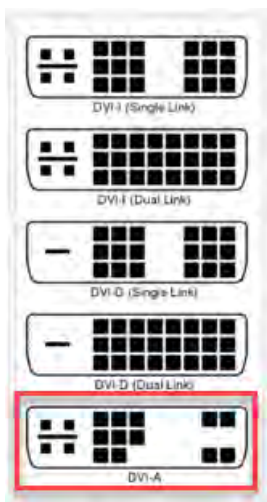 DVI-I (Single Link)
DVI-I (Dual Link)
DVI-D (Single Link)
DVI-D (Dual Link)
DVI-A